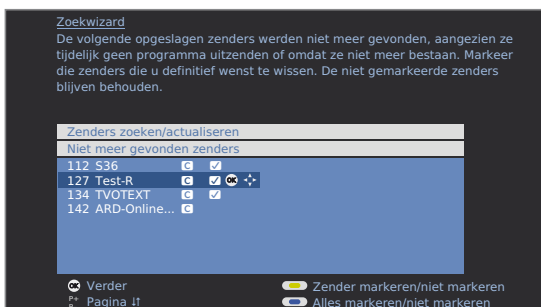 Zoekwizard
De volgende opgeslagen zenders werden niet meer gevonden, aangezien ze
tijdelijk geen programma uitzenden of omdat ze niet meer bestaan. Markeer
die zenders die u definitief wenst te wissen. De niet gemarkeerde zenders
blijven behouden.
Zenders zoeken/actualiseren
Niet meer gevonden zenders
112 S36 C
127 Test-R C OK
134 TVOTEXT C
142 ARD-Online... C
OK Verder
Zender markeren/niet markeren
P+ Pagina
Alles markeren/niet markeren